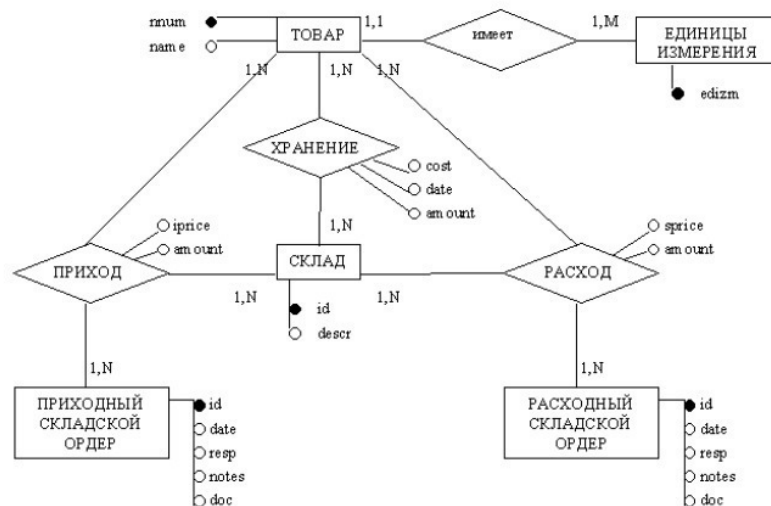 nnum
name
ТОВАР
1,1
имеет
1,M
ЕДИНИЦЫ
ИЗМЕРЕНИЯ
edizm
1,N
1,N
1,N
ХРАНЕНИЕ
cost
date
amount
1,N
iprice
amount
ПРИХОД
СКЛАД
sprice
amount
РАСХОД
1,N
1,N
id
descr
1,N
1,N
ПРИХОДНЫЙ
СКЛАДСКОЙ
ОРДЕР
id
date
resp
notes
doc
РАСХОДНЫЙ
СКЛАДСКОЙ
ОРДЕР
id
date
resp
notes
doc